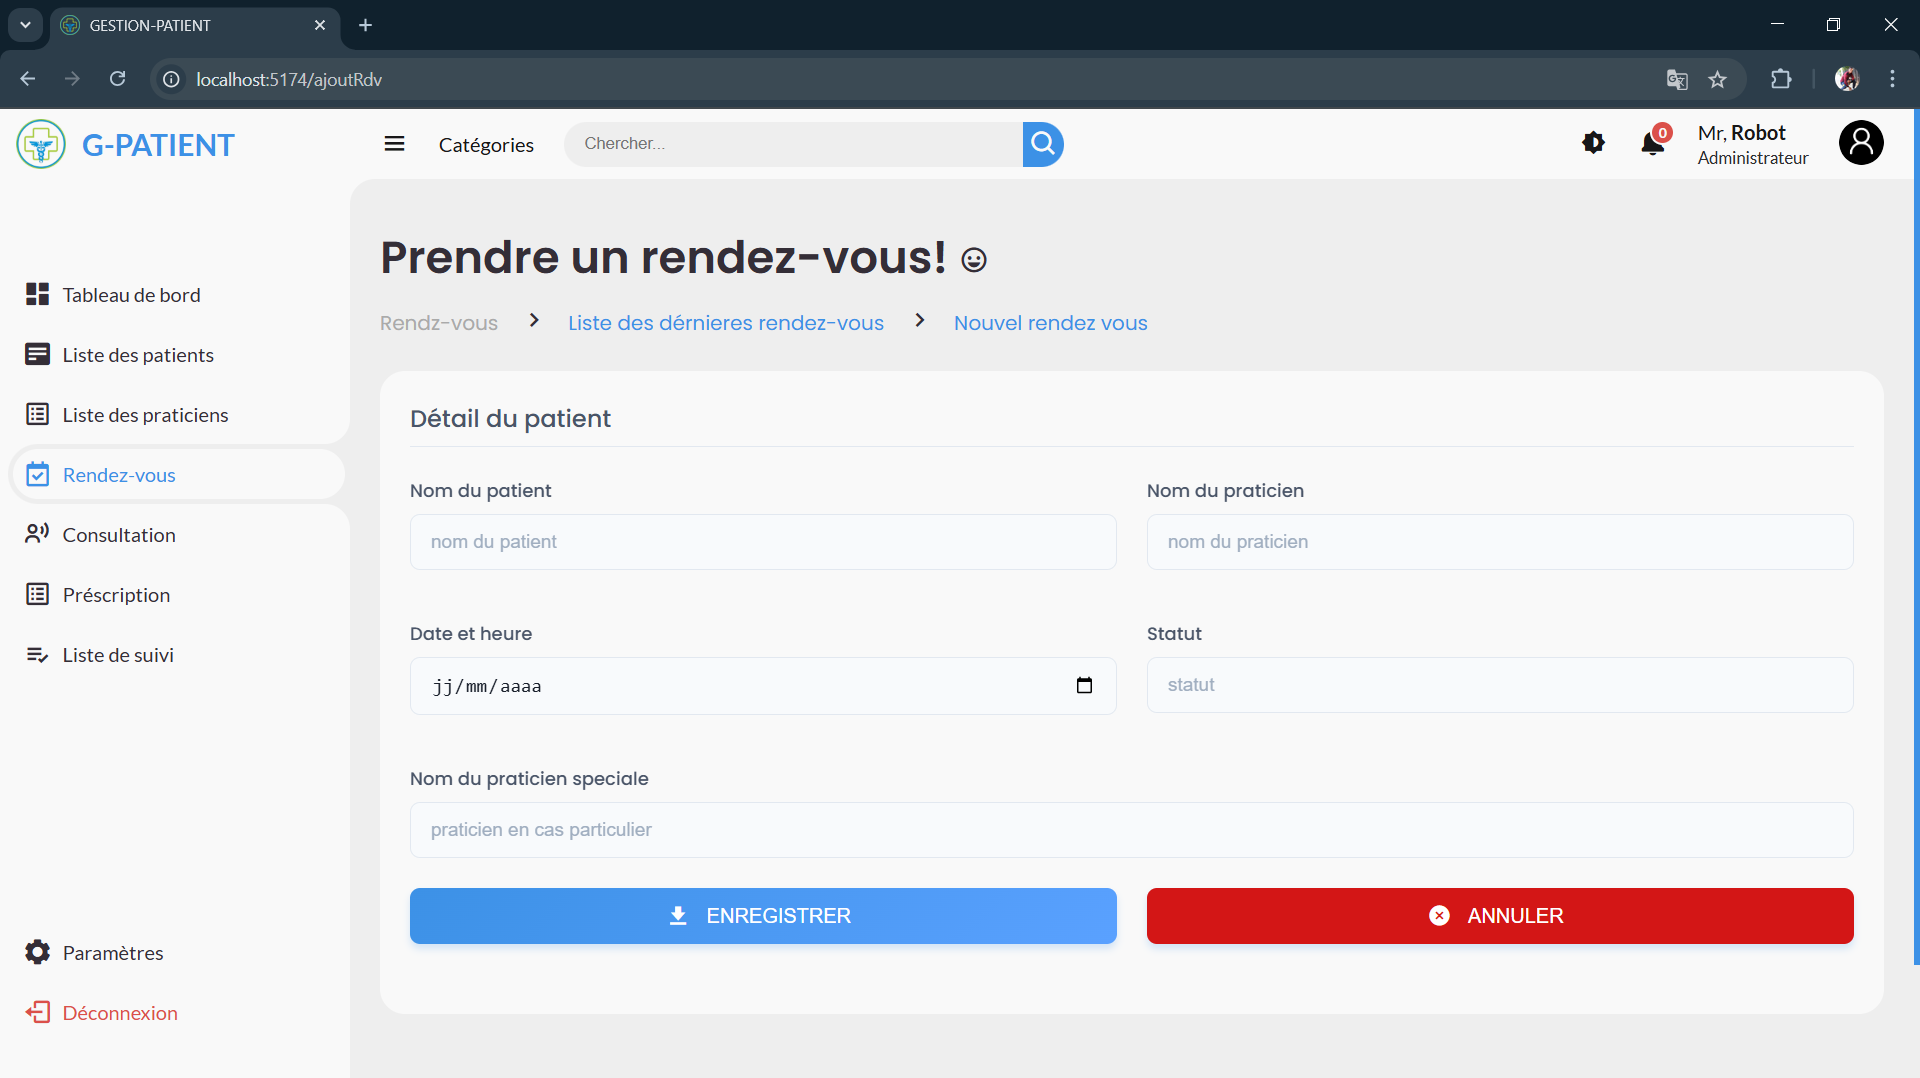 GESTION-PATIENT
localhost:5174/ajoutRdv
G-PATIENT
Catégories
Chercher...
0
Mr, Robot
Administrateur
Tableau de bord
Liste des patients
Liste des praticiens
Rendez-vous
Consultation
Préscription
Liste de suivi
Paramètres
Déconnexion
Prendre un rendez-vous!
Rendz-vous
Liste des dérnieres rendez-vous
Nouvel rendez vous
Détail du patient
Nom du patient
Nom du praticien
nom du patient
nom du praticien
Date et heure
Statut
jj/mm/aaaa
statut
Nom du praticien speciale
praticien en cas particulier
ENREGISTRER
ANNULER